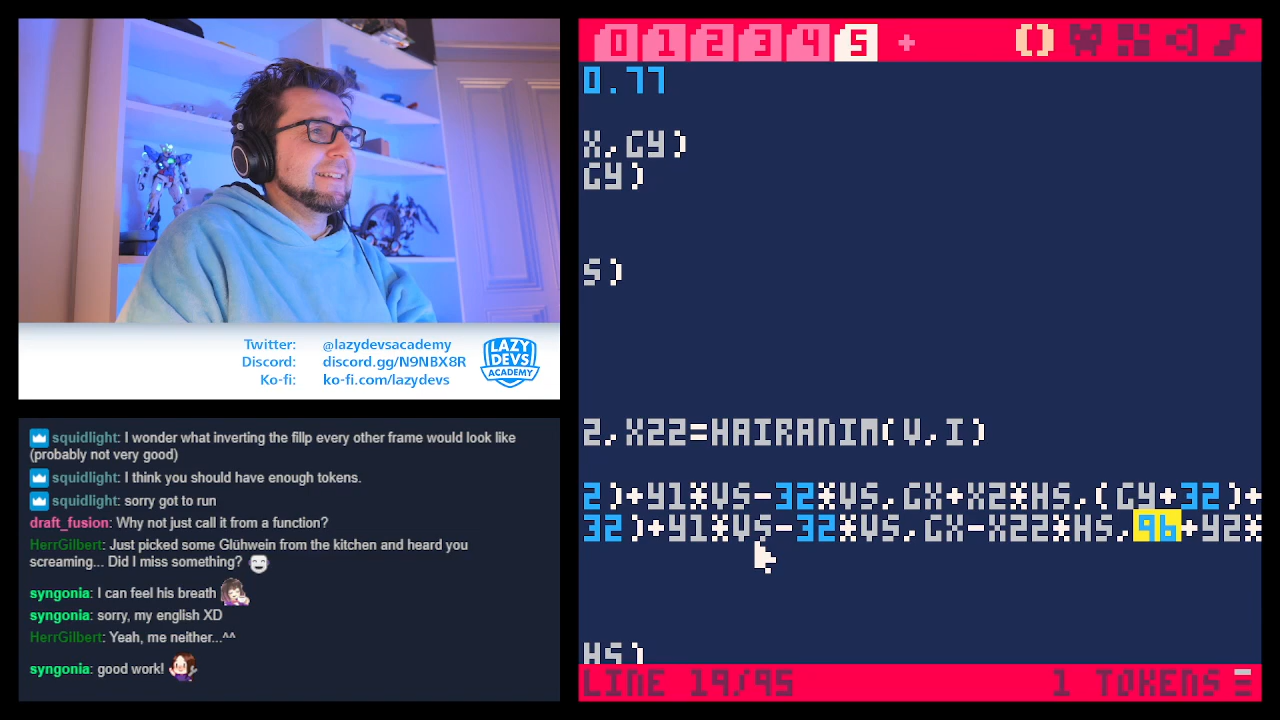 Twitter: @lazydevsacademy
Discord: discord.gg/N9NBX8R
Ko-fi: ko-fi.com/lazydevs
LAZY
DEVS
ACADEMY
squidlight: I wonder what inverting the fillp every other frame would look like
(probably not very good)
squidlight: I think you should have enough tokens.
squidlight: sorry got to run
draft_fusion: Why not just call it from a function?
HerrGilbert: Just picked some Glühwein from the kitchen and heard you
screaming... Did I miss something?
syngonia: I can feel his breath
syngonia: sorry, my english XD
HerrGilbert: Yeah, me neither...^^
syngonia: good work!
0 1 2 3 4 5 +
0.77
X,GY)
GY)
S)
2,X22=HAIRANIM(V,I)
2)+Y1*VS-32*VS,GX+X2*HS,(GY+32)+
32)+Y1*VS-32*VS,GX-X22*HS,96+Y2*
HS)
LINE 19/95 1 TOKENS